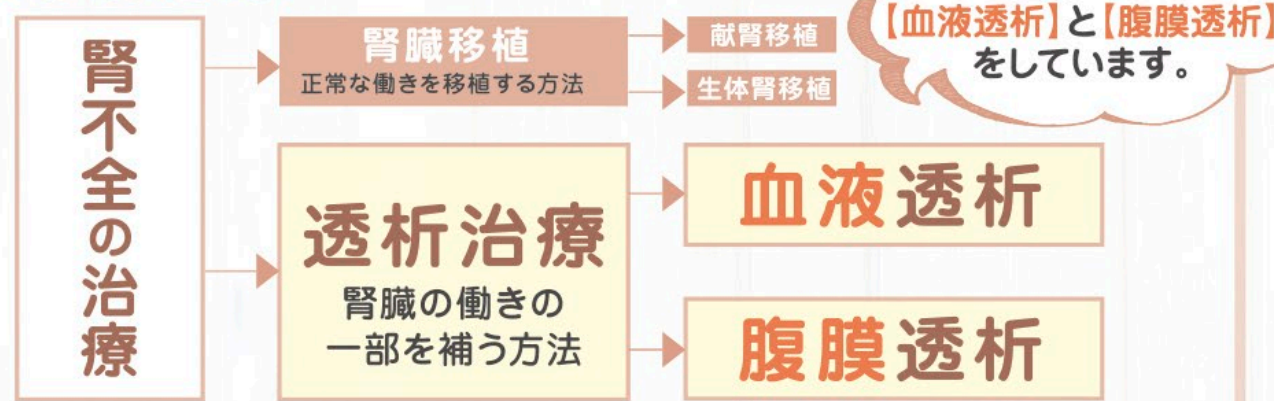 腎不全の治療
腎臓移植
正常な働きを移植する方法
献腎移植
生体腎移植
【血液透析】と【腹膜透析】
をしています。
透析治療
腎臓の働きの
一部を補う方法
血液透析
腹膜透析